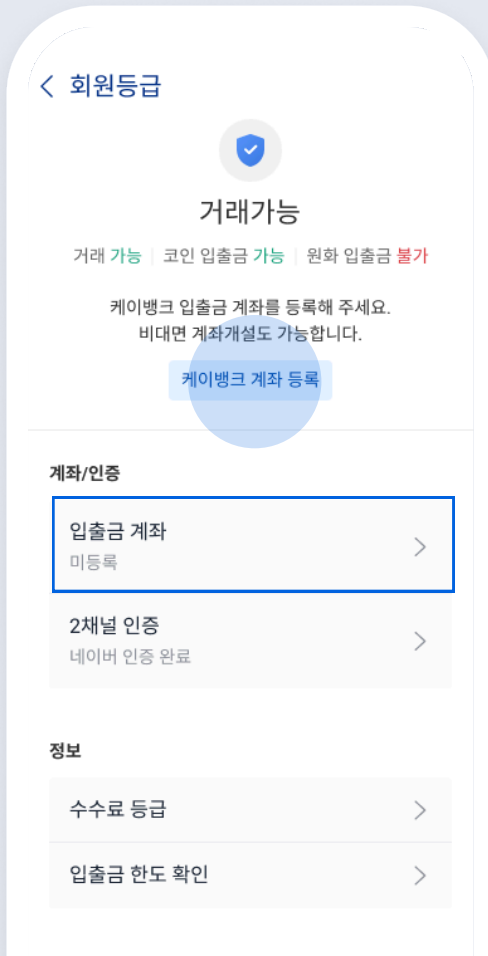 회원등급
거래가능
거래 가능 | 코인 입출금 가능 | 원화 입출금 불가
케이뱅크 입출금 계좌를 등록해 주세요.
비대면 계좌개설도 가능합니다.
케이뱅크 계좌 등록
계좌/인증
입출금 계좌
미등록
2채널 인증
네이버 인증 완료
정보
수수료 등급
입출금 한도 확인